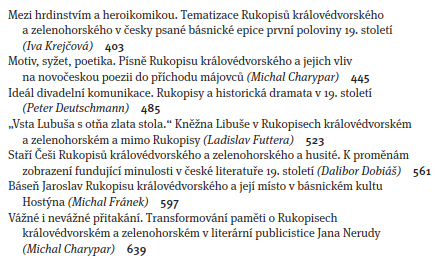 Mezi hrdinstvím a heroikomikou. Tematizace Rukopisů královédvorského
a zelenohorského v česky psané básnické epice první poloviny 19. století
(Iva Krejčová) 403
Motiv, syžet, poetika. Písně Rukopisu královédvorského a jejich vliv
na novočeskou poezii do příchodu májovců (Michal Charypar) 445
Ideál divadelní komunikace. Rukopisy a historická dramata v 19. století
(Peter Deutschmann) 485
„Vsta Lubuša s otňa zlata stola.“ Kněžna Libuše v Rukopisech královédvorském
a zelenohorském a mimo Rukopisy (Ladislav Futtera) 523
Staří Češi Rukopisů královédvorského a zelenohorského a husité. K proměnám
zobrazení fundující minulosti v české literatuře 19. století (Dalibor Dobiáš) 561
Báseň Jaroslav Rukopisu královédvorského a její místo v básnickém kultu
Hostýna (Michal Fránek) 597
Vážné i nevážné přitakání. Transformování paměti o Rukopisech
královédvorském a zelenohorském v literární publicistice Jana Nerudy
(Michal Charypar) 639